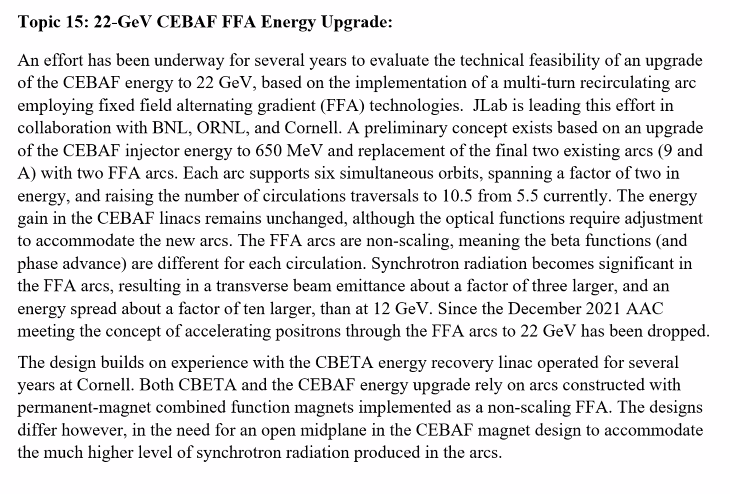 Topic 15: 22-GeV CEBAF FFA Energy Upgrade:
An effort has been underway for several years to evaluate the technical feasibility of an upgrade
of the CEBAF energy to 22 GeV, based on the implementation of a multi-turn recirculating arc
employing fixed field alternating gradient (FFA) technologies.  JLab is leading this effort in
collaboration with BNL, ORNL, and Cornell. A preliminary concept exists based on an upgrade
of the CEBAF injector energy to 650 MeV and replacement of the final two existing arcs (9 and
A) with two FFA arcs. Each arc supports six simultaneous orbits, spanning a factor of two in
energy, and raising the number of circulations traversals to 10.5 from 5.5 currently. The energy
gain in the CEBAF linacs remains unchanged, although the optical functions require adjustment
to accommodate the new arcs. The FFA arcs are non-scaling, meaning the beta functions (and
phase advance) are different for each circulation. Synchrotron radiation becomes significant in
the FFA arcs, resulting in a transverse beam emittance about a factor of three larger, and an
energy spread about a factor of ten larger, than at 12 GeV. Since the December 2021 AAC
meeting the concept of accelerating positrons through the FFA arcs to 22 GeV has been dropped.
The design builds on experience with the CBETA energy recovery linac operated for several
years at Cornell. Both CBETA and the CEBAF energy upgrade rely on arcs constructed with
permanent-magnet combined function magnets implemented as a non-scaling FFA. The designs
differ however, in the need for an open midplane in the CEBAF magnet design to accommodate
the much higher level of synchrotron radiation produced in the arcs.